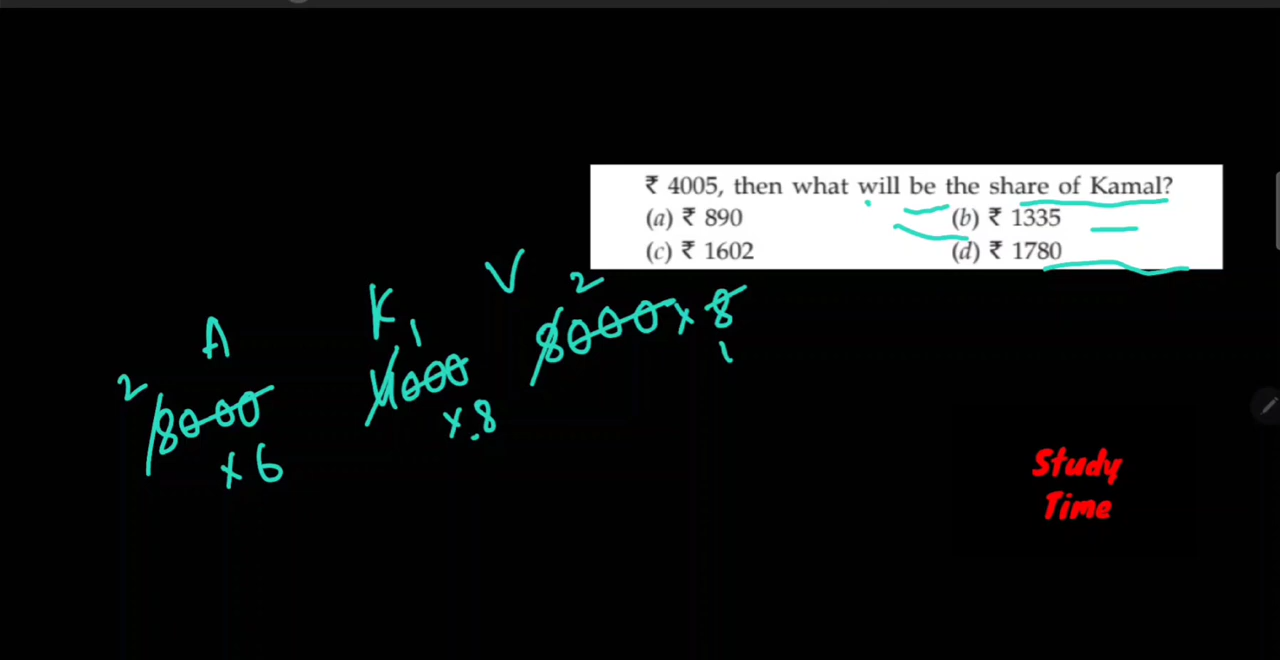 ₹ 4005, then what will be the share of Kamal?
(a) ₹ 890 (b) ₹ 1335
(c) ₹ 1602 (d) ₹ 1780
A K V
2 8000 × 6
1 4000 × 8
2 8000 × 8 1
Study
Time